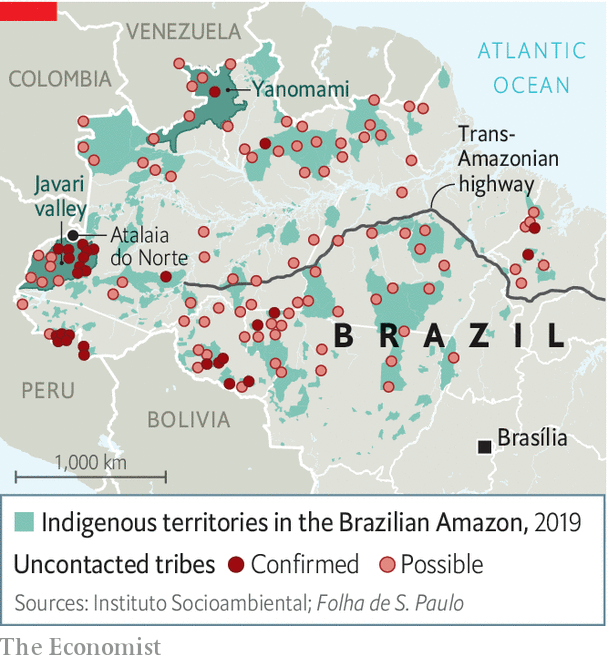 VENEZUELA
COLOMBIA
ATLANTIC
OCEAN
Yanomami
Trans-
Amazonian
highway
Javari
valley
Atalaia
do Norte
BRAZIL
PERU
BOLIVIA
Brasília
1,000 km
Indigenous territories in the Brazilian Amazon, 2019
Uncontacted tribes Confirmed Possible
Sources: Instituto Socioambiental; Folha de S. Paulo
The Economist